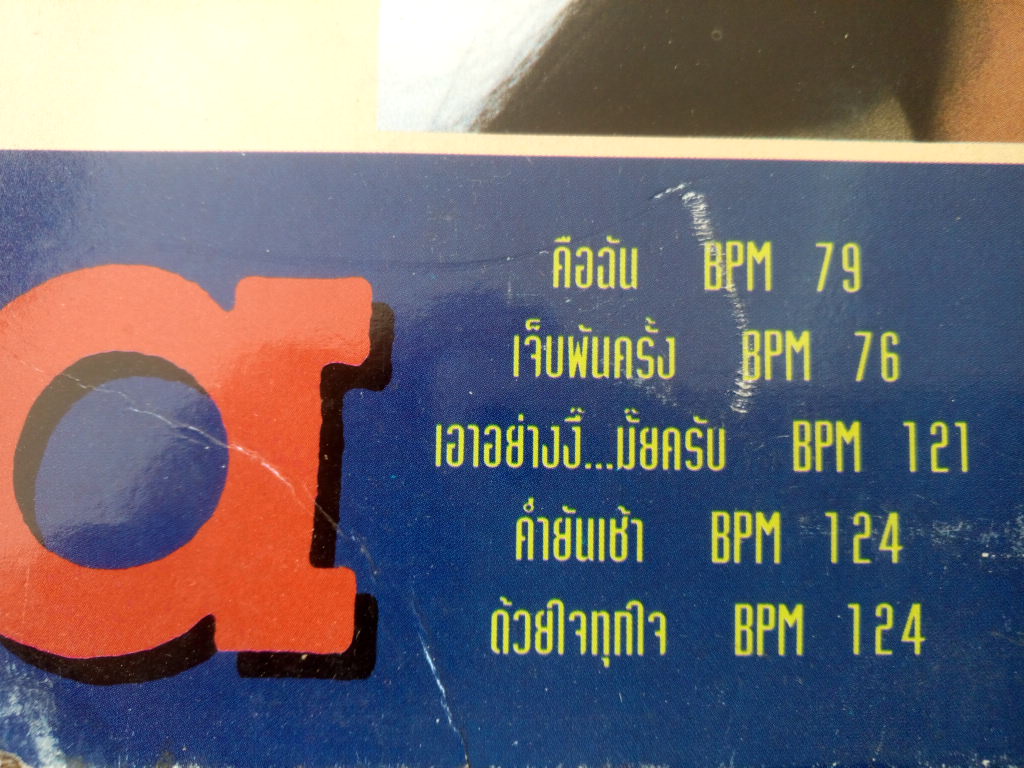 a
คือฉัน BPM 79
เจ็บพันครั้ง BPM 76
เอาอย่างงี๊...มั๊ยครับ BPM 121
ค่ำยันเช้า BPM 124
ด้วยใจทุกใจ BPM 124